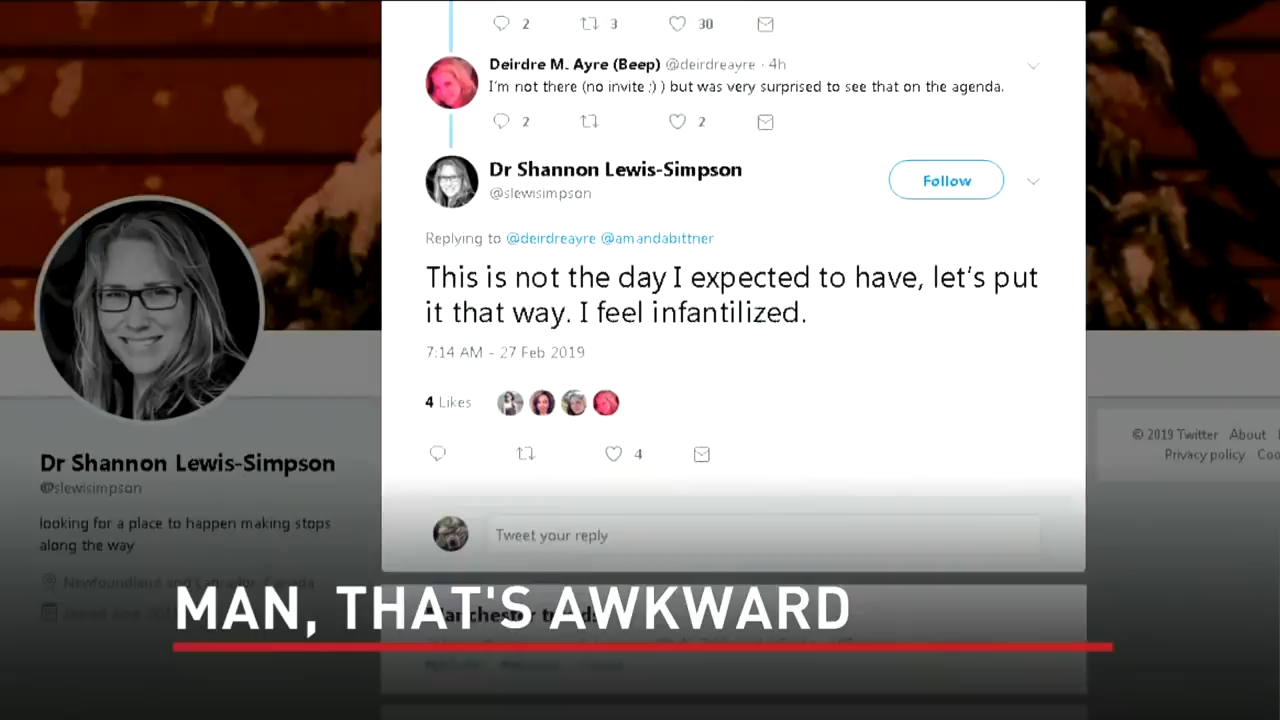 2 3 30
Deirdre M. Ayre (Beep) @deirdreayre · 4h
I'm not there (no invite :) ) but was very surprised to see that on the agenda.
2 2
Dr Shannon Lewis-Simpson
@slewisimpson
Follow
Replying to @deirdreayre @amandabittner
This is not the day I expected to have, let's put
it that way. I feel infantilized.
7:14 AM - 27 Feb 2019
4 Likes
4
Tweet your reply
Dr Shannon Lewis-Simpson
@slewisimpson
looking for a place to happen making stops
along the way
Newfoundland and Labrador, Canada
© 2019 Twitter About
Privacy policy
MAN, THAT'S AWKWARD